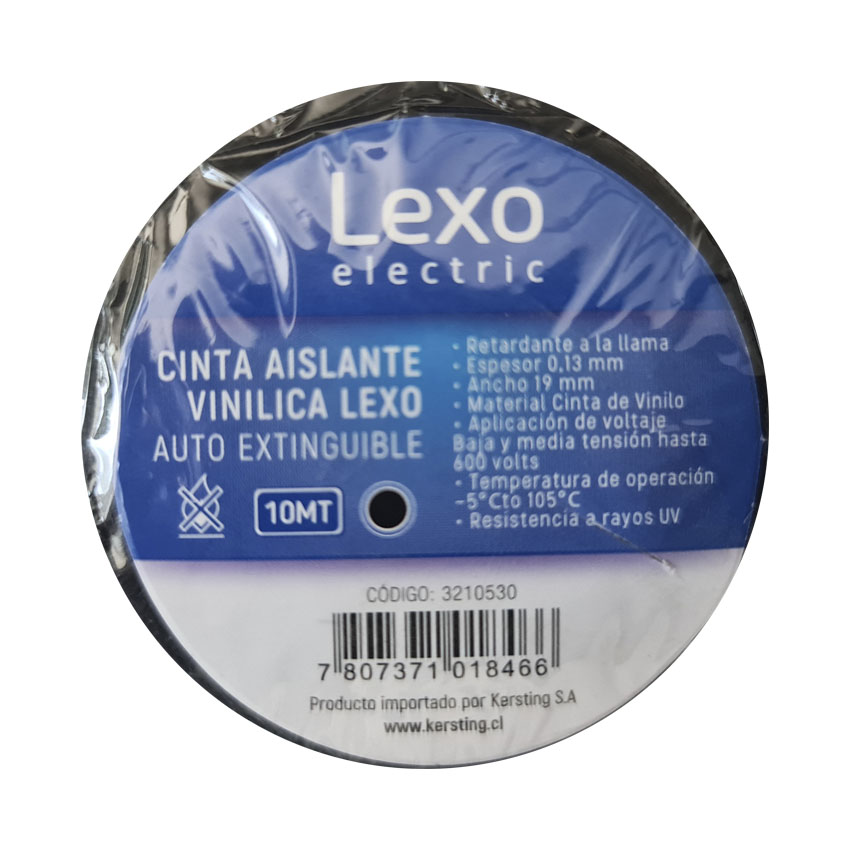 Lexo
electric
CINTA AISLANTE
VINILICA LEXO
AUTO EXTINGUIBLE
10MT
• Retardante a la llama
• Espesor 0.13 mm
• Ancho 19 mm
• Material Cinta de Vinilo
• Aplicación de voltaje
Baja y media tensión hasta
600 volts
• Temperatura de operación
-5°Cto 105°C
• Resistencia a rayos UV
CÓDIGO: 3210530
7 807371 018466
Producto importado por Kersting S.A
www.kersting.cl